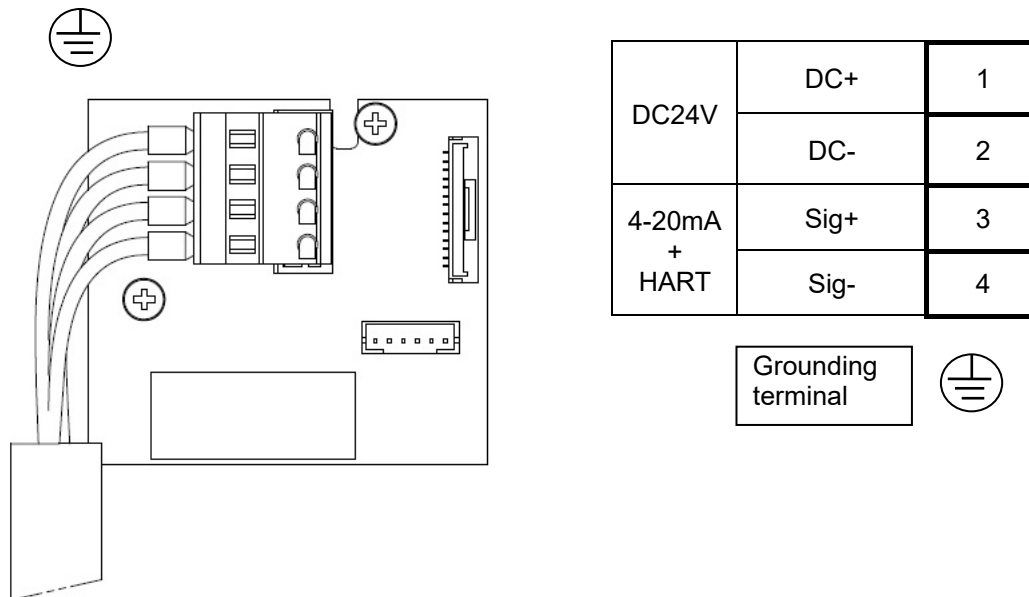 DC24V
DC+
1
DC-
2
4-20mA
+
HART
Sig+
3
Sig-
4
Grounding
terminal